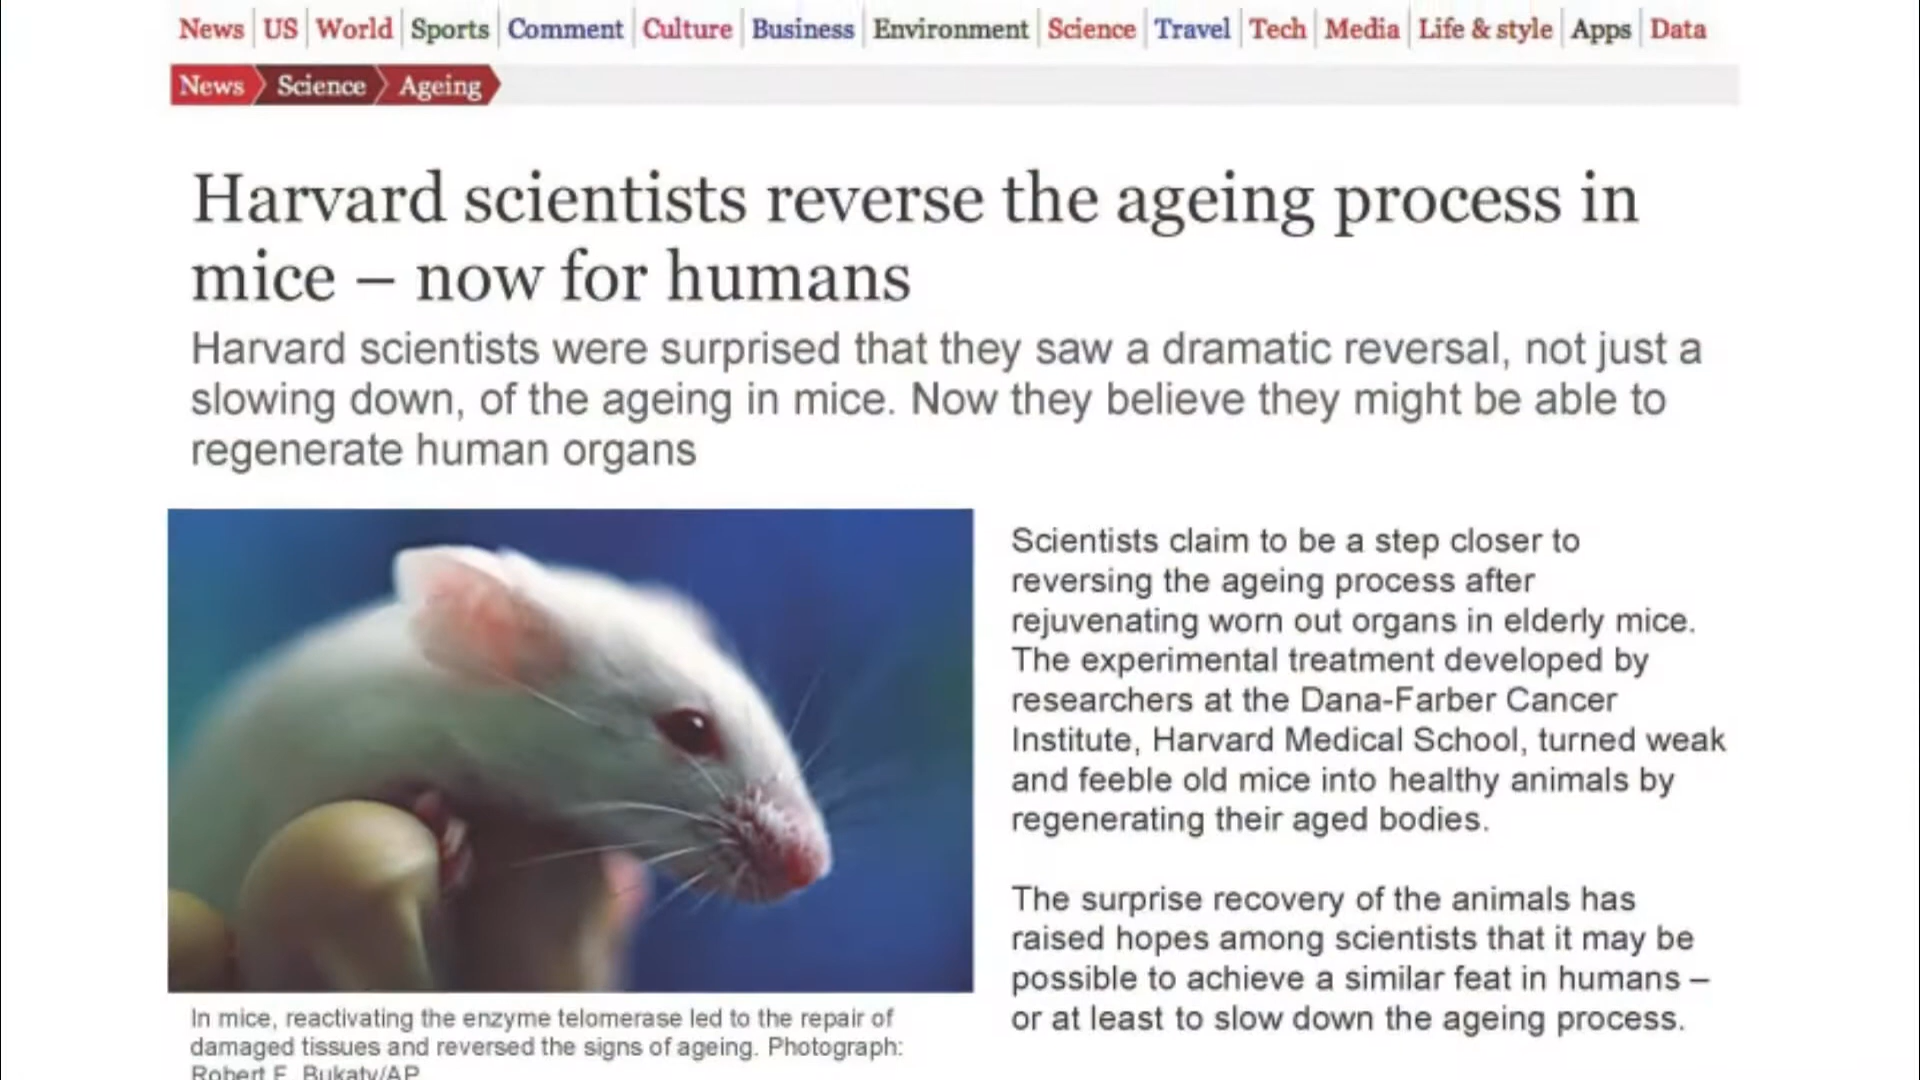 News US World Sports Comment Culture Business Environment Science Travel Tech Media Life & style Apps Data
News Science Ageing
Harvard scientists reverse the ageing process in
mice – now for humans
Harvard scientists were surprised that they saw a dramatic reversal, not just a
slowing down, of the ageing in mice. Now they believe they might be able to
regenerate human organs
In mice, reactivating the enzyme telomerase led to the repair of
damaged tissues and reversed the signs of ageing. Photograph:
Robert F. Bukaty/AP
Scientists claim to be a step closer to
reversing the ageing process after
rejuvenating worn out organs in elderly mice.
The experimental treatment developed by
researchers at the Dana-Farber Cancer
Institute, Harvard Medical School, turned weak
and feeble old mice into healthy animals by
regenerating their aged bodies.
The surprise recovery of the animals has
raised hopes among scientists that it may be
possible to achieve a similar feat in humans –
or at least to slow down the ageing process.